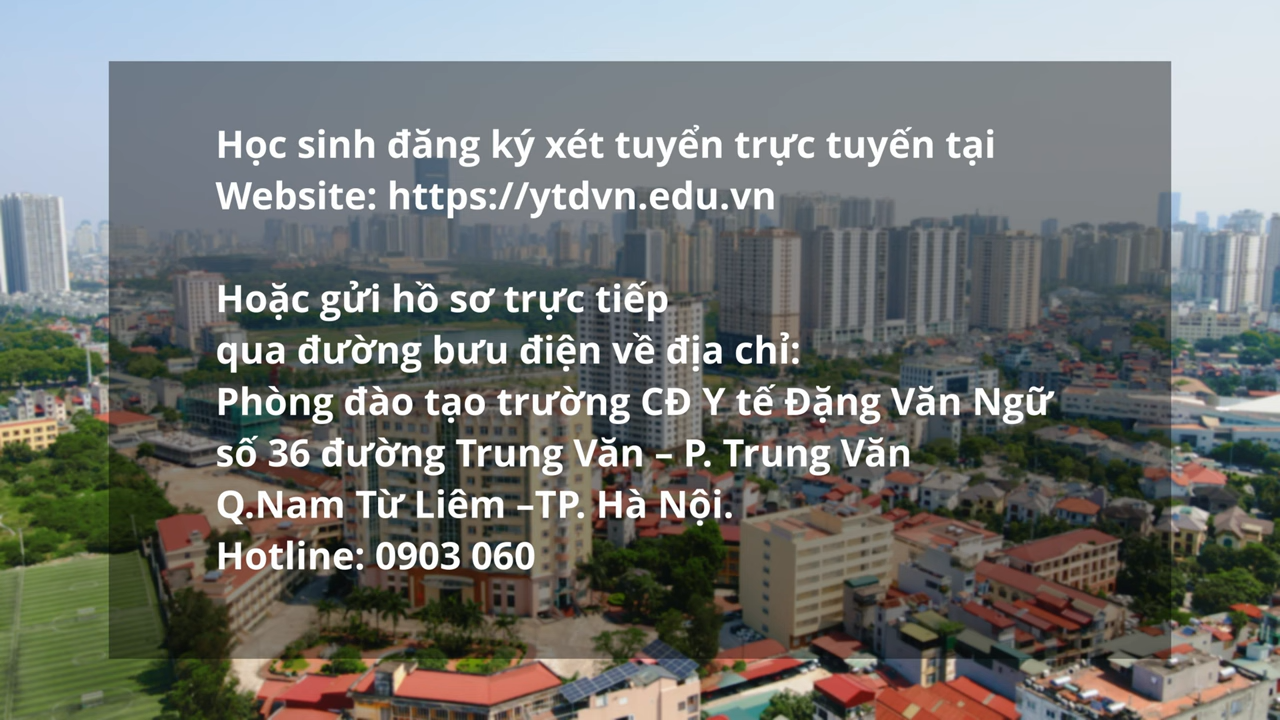 Học sinh đăng ký xét tuyển trực tuyến tại
Website: https://ytdvn.edu.vn
Hoặc gửi hồ sơ trực tiếp
qua đường bưu điện về địa chỉ:
Phòng đào tạo trường CĐ Y tế Đặng Văn Ngữ
số 36 đường Trung Văn – P. Trung Văn
Q.Nam Từ Liêm –TP. Hà Nội.
Hotline: 0903 060